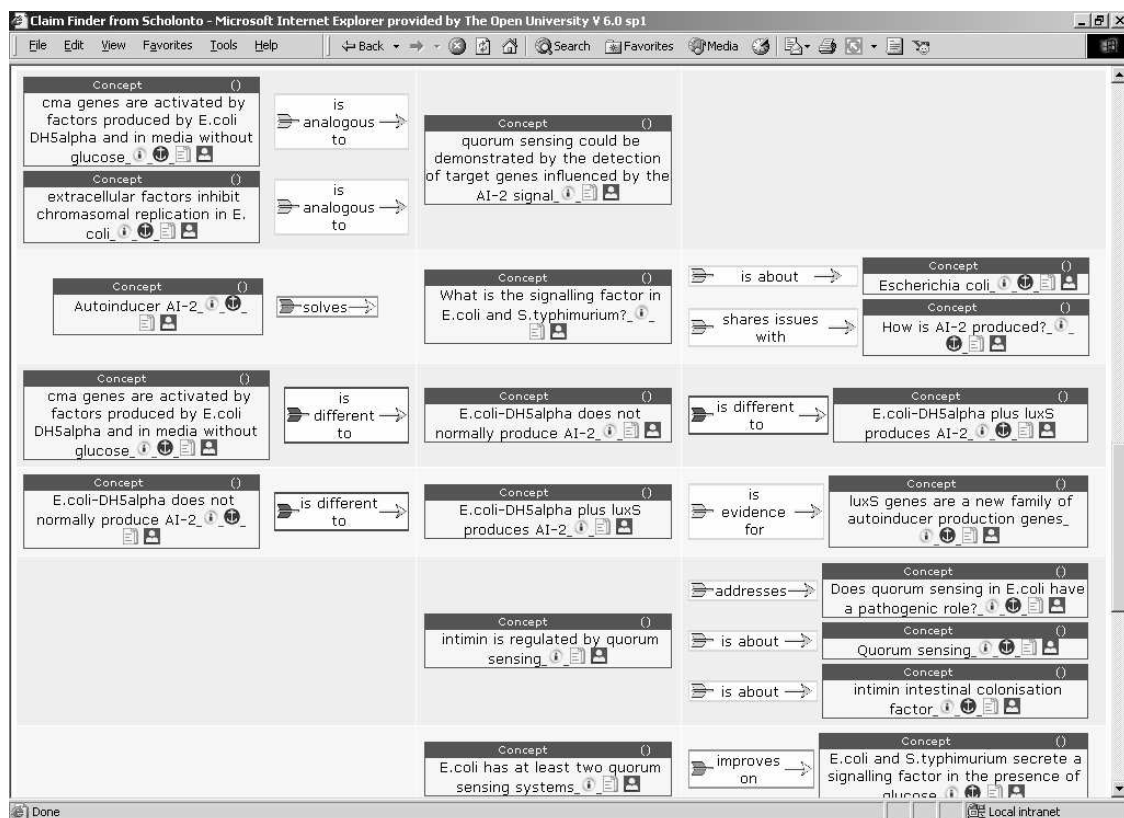 Claim Finder from Scholonto - Microsoft Internet Explorer provided by The Open University V 6.0 sp1
File Edit View Favorites Tools Help
Back Search Favorites Media
Concept ()
cma genes are activated by
factors produced by E.coli
DH5alpha and in media without
glucose_
is
analogous
to
Concept ()
extracellular factors inhibit
chromasomal replication in E.
coli_
is
analogous
to
Concept ()
quorum sensing could be
demonstrated by the detection
of target genes influenced by the
AI-2 signal_
Concept ()
Autoinducer AI-2_
solves
Concept ()
What is the signalling factor in
E.coli and S.typhimurium?_
is about
Concept ()
Escherichia coli_
shares issues
with
Concept ()
How is AI-2 produced?_
Concept ()
cma genes are activated by
factors produced by E.coli
DH5alpha and in media without
glucose_
is
different
to
Concept ()
E.coli-DH5alpha does not
normally produce AI-2_
is different
to
Concept ()
E.coli-DH5alpha plus luxS
produces AI-2_
Concept ()
E.coli-DH5alpha does not
normally produce AI-2_
is different
to
Concept ()
E.coli-DH5alpha plus luxS
produces AI-2_
is
evidence
for
Concept ()
luxS genes are a new family of
autoinducer production genes_
Concept ()
intimin is regulated by quorum
sensing_
addresses
Concept ()
Does quorum sensing in E.coli have
a pathogenic role?_
is about
Concept ()
Quorum sensing_
is about
Concept ()
intimin intestinal colonisation
factor_
Concept ()
E.coli has at least two quorum
sensing systems_
improves
on
Concept ()
E.coli and S.typhimurium secrete a
signalling factor in the presence of
glucose_
Done
Local intranet